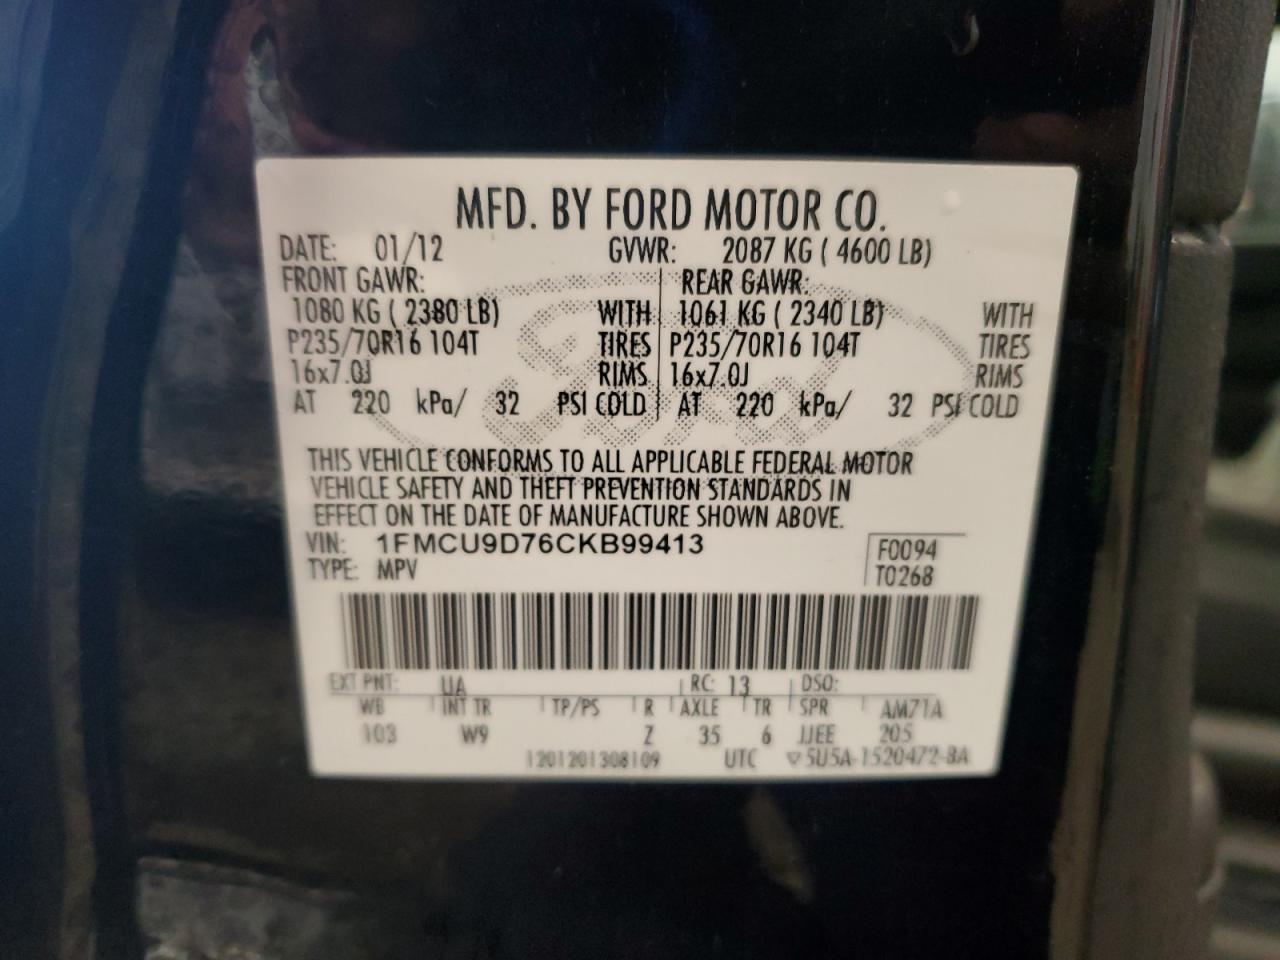 MFD. BY FORD MOTOR CO.
DATE: 01/12 GVWR: 2087 KG ( 4600 LB)
FRONT GAWR: REAR GAWR:
1080 KG ( 2380 LB) WITH 1061 KG ( 2340 LB) WITH
P235/70R16 104T TIRES P235/70R16 104T TIRES
16x7.0J RIMS 16x7.0J RIMS
AT 220 kPa/ 32 PSI COLD AT 220 kPa/ 32 PSI COLD
Ford
THIS VEHICLE CONFORMS TO ALL APPLICABLE FEDERAL MOTOR
VEHICLE SAFETY AND THEFT PREVENTION STANDARDS IN
EFFECT ON THE DATE OF MANUFACTURE SHOWN ABOVE.
VIN: 1FMCU9D76CKB99413 F0094
TYPE: MPV T0268
EXT PNT: UA RC: 13 DSO:
WB INT TR TP/PS R AXLE TR SPR AM71A
103 W9 Z 35 6 JJEE 205
1201201308109 UTC ▽5U5A-1520472-BA